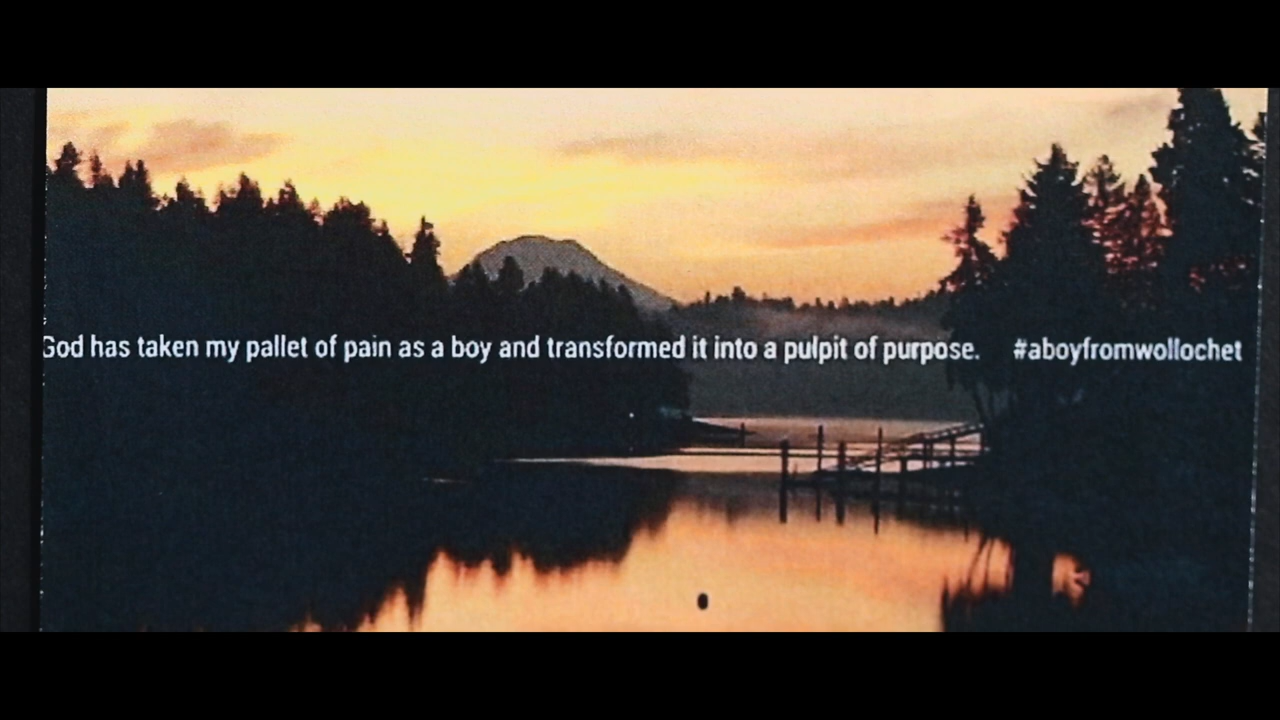 God has taken my pallet of pain as a boy and transformed it into a pulpit of purpose. #aboyfromwollochet